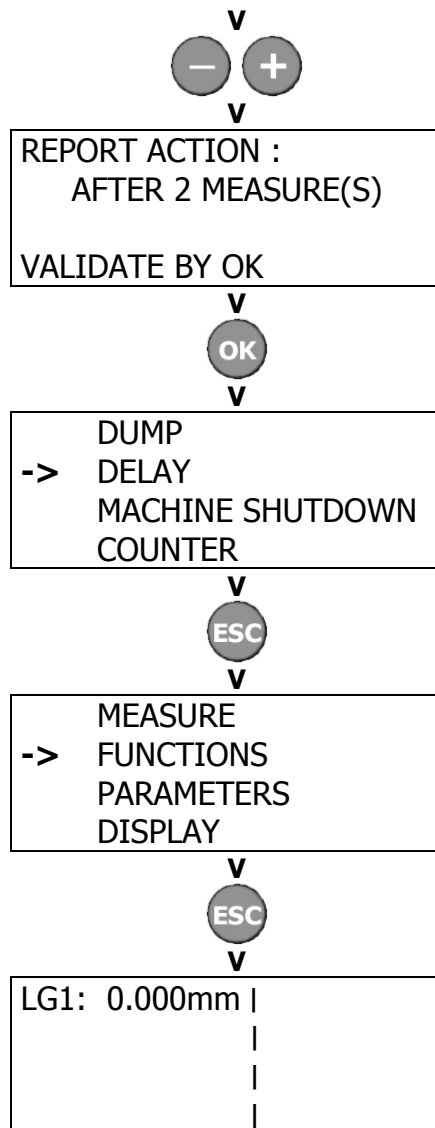 v
− +
v
REPORT ACTION :
AFTER 2 MEASURE(S)
VALIDATE BY OK
v
OK
v
DUMP
-> DELAY
MACHINE SHUTDOWN
COUNTER
v
ESC
v
MEASURE
-> FUNCTIONS
PARAMETERS
DISPLAY
v
ESC
v
LG1: 0.000mm |
|
|
|